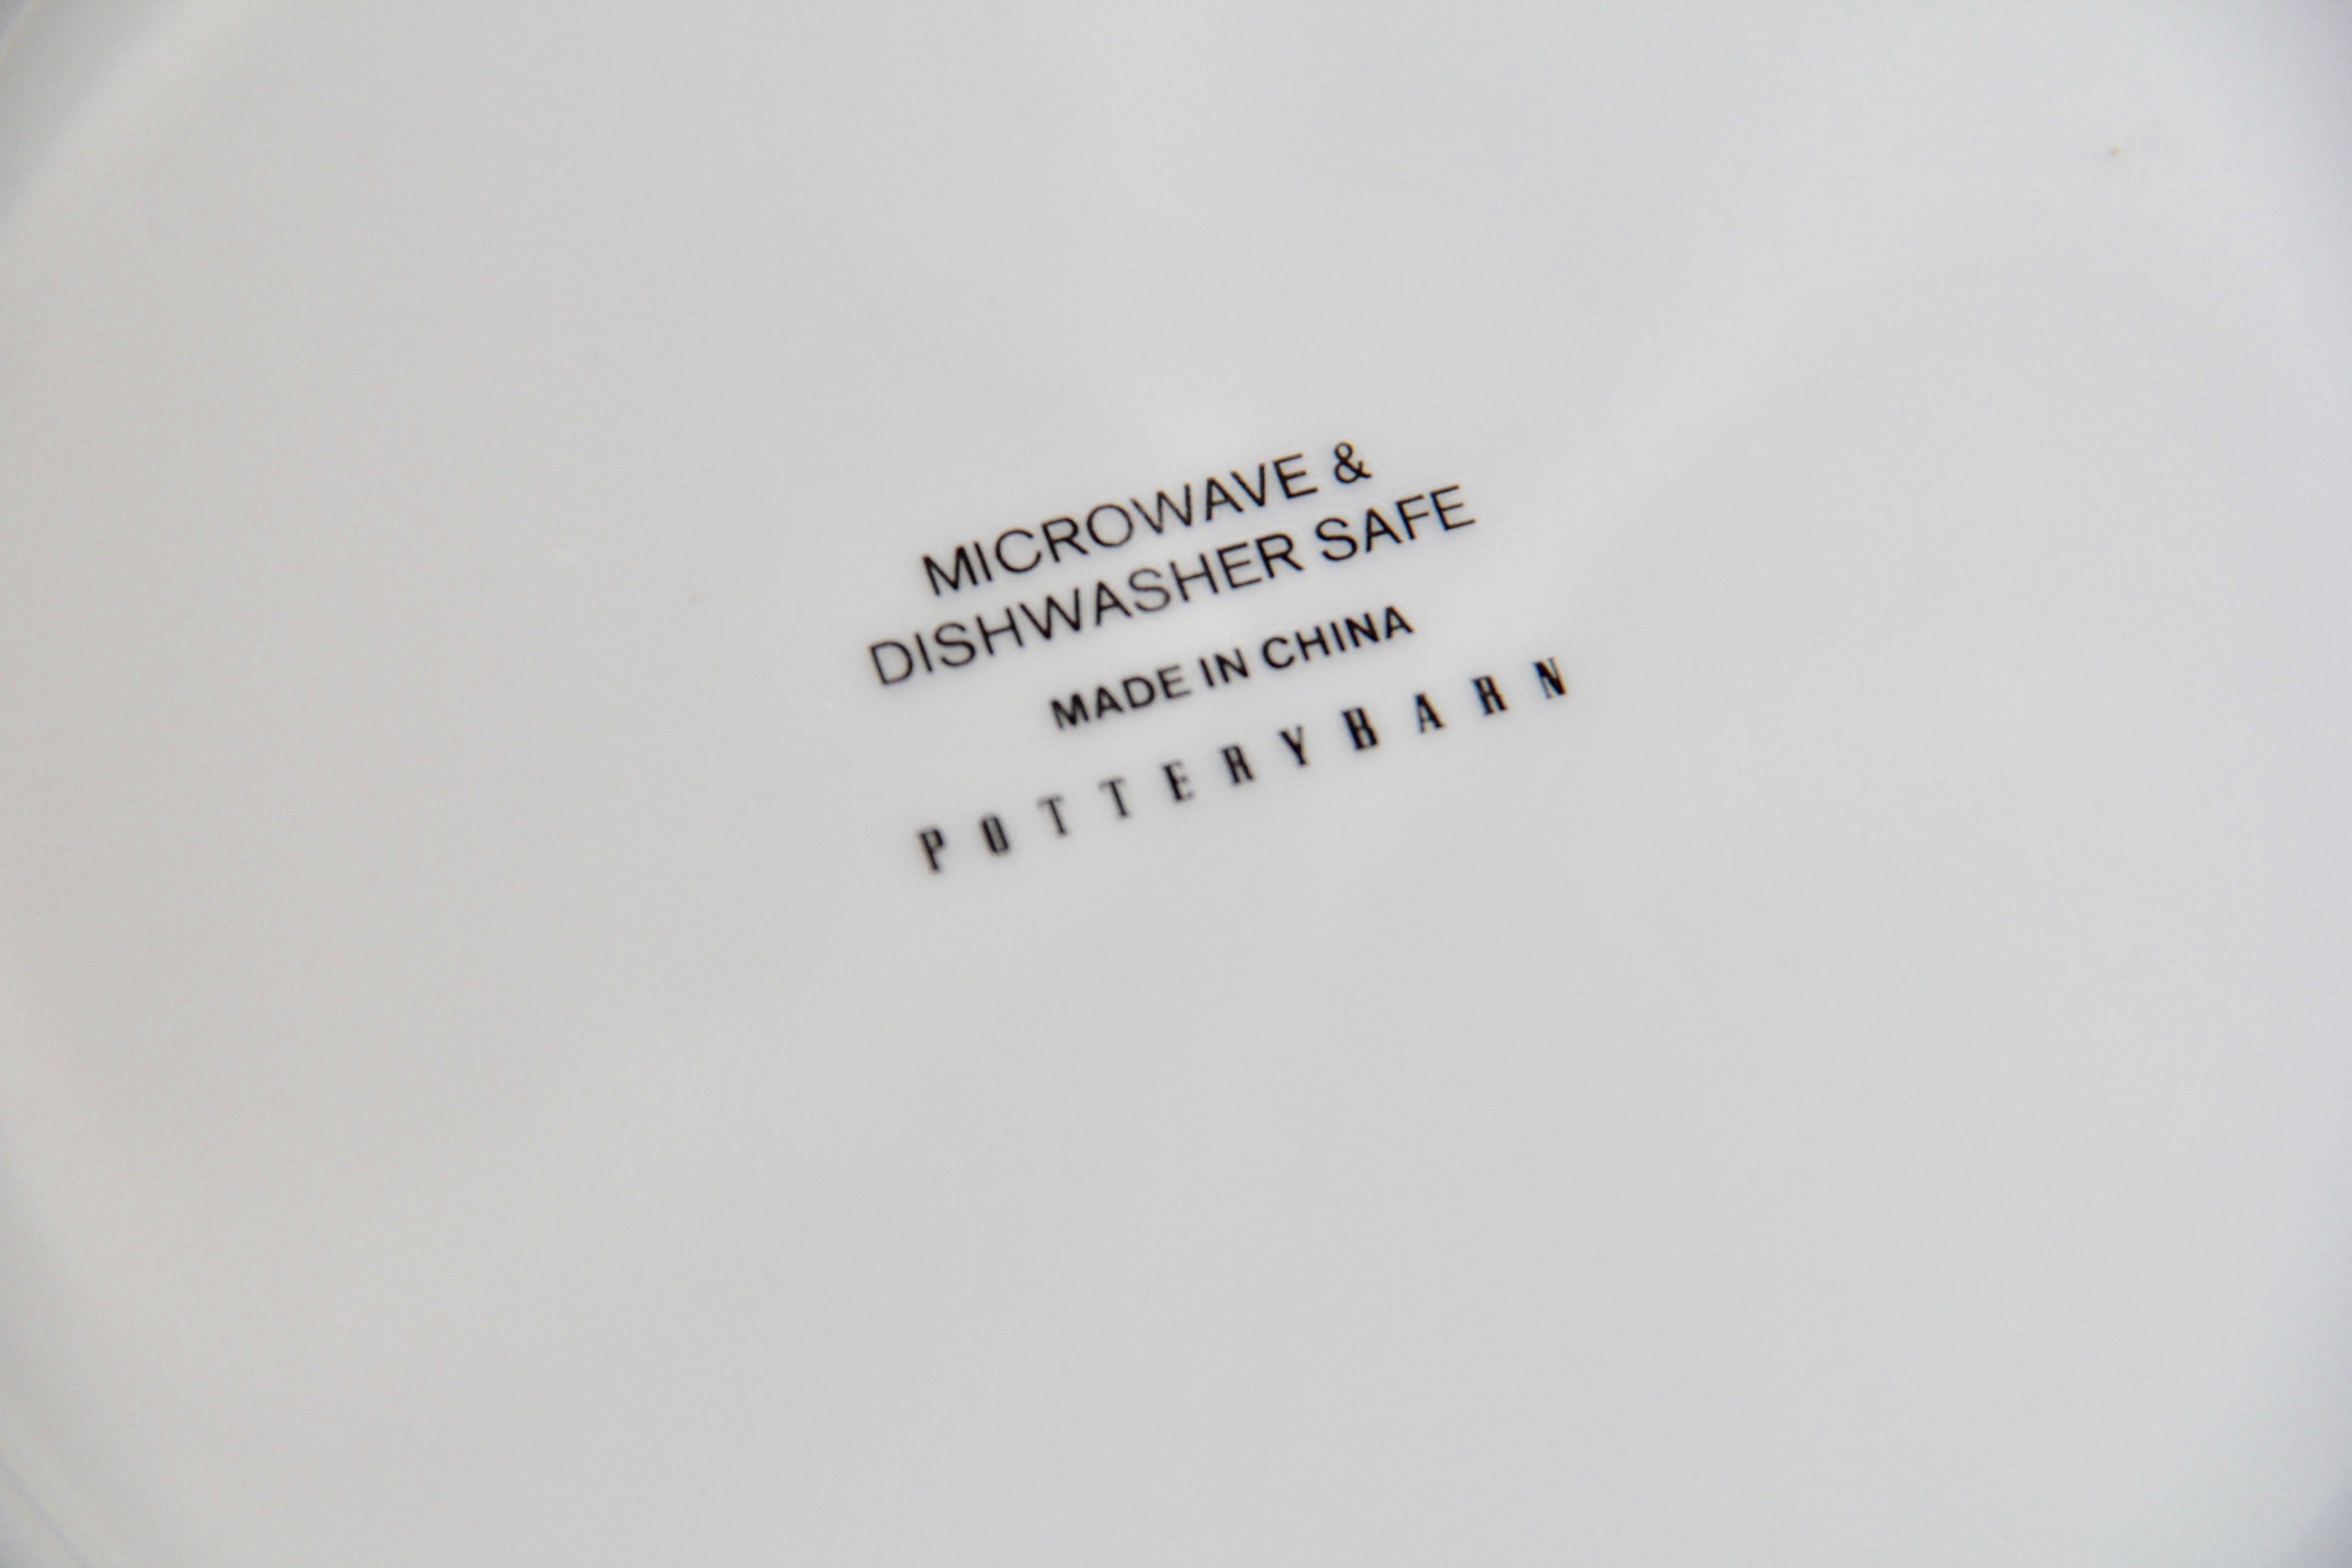 MICROWAVE &
DISHWASHER SAFE
MADE IN CHINA
POTTERYBARN